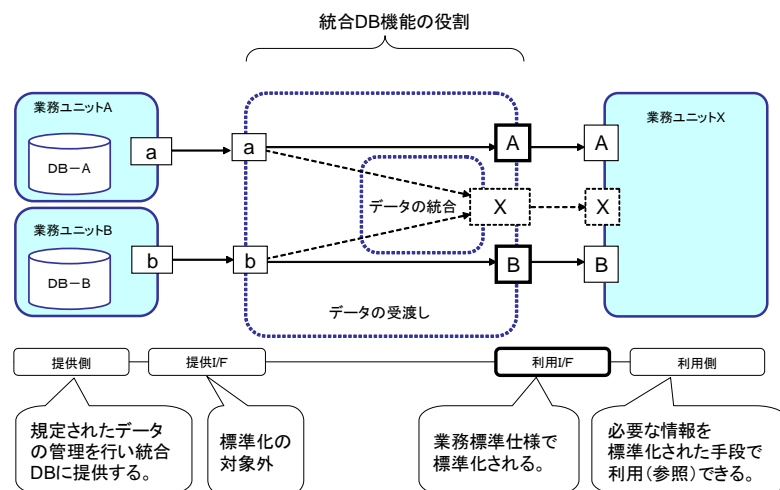 統合DB機能の役割
業務ユニットA
DB－A
a
a
A
A
業務ユニットX
データの統合
X
X
業務ユニットB
DB－B
b
b
B
B
データの受渡し
提供側
提供I/F
利用I/F
利用側
規定されたデータ
の管理を行い統合
DBに提供する。
標準化の
対象外
業務標準仕様で
標準化される。
必要な情報を
標準化された手段で
利用(参照)できる。